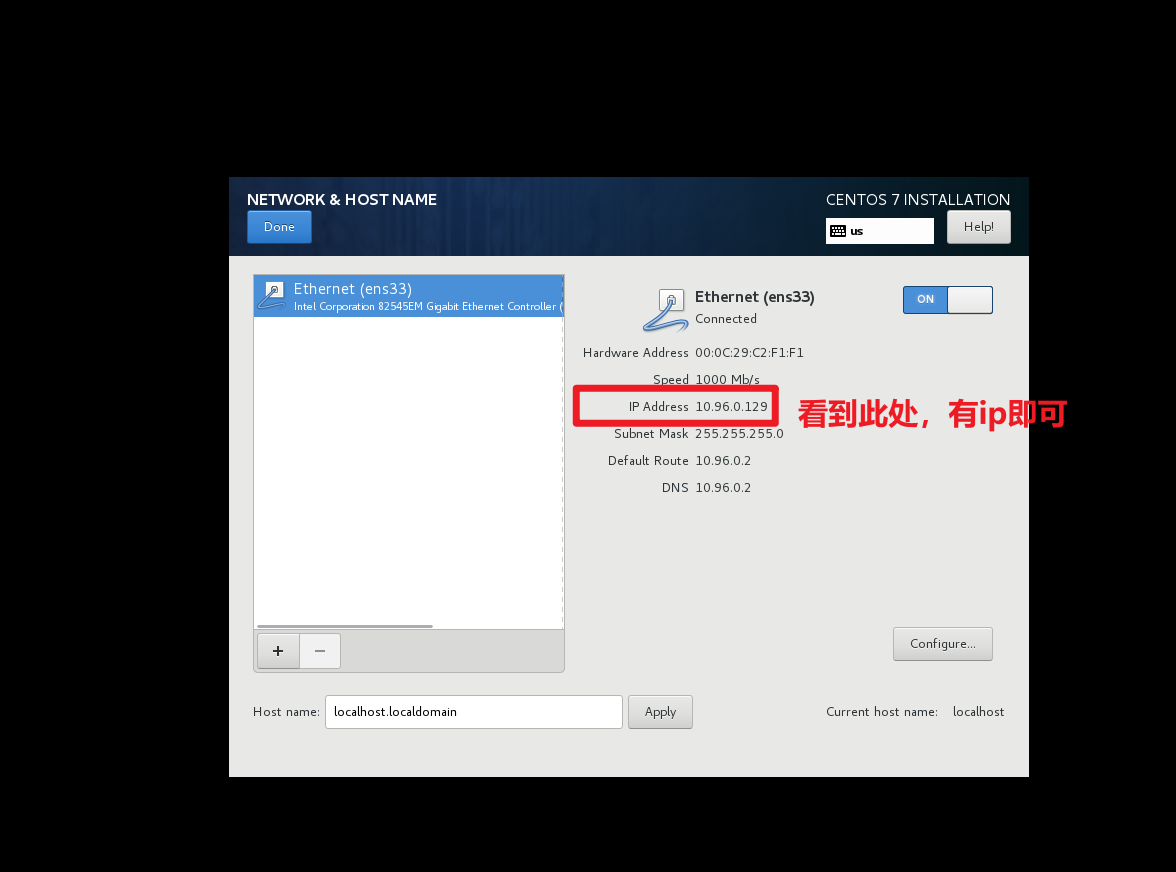 NETWORK & HOST NAME
CENTOS 7 INSTALLATION
Done
us
Help!
Ethernet (ens33)
Intel Corporation 82545EM Gigabit Ethernet Controller (
Ethernet (ens33)
Connected
ON
Hardware Address 00:0C:29:C2:F1:F1
Speed 1000 Mb/s
IP Address 10.96.0.129
看到此处，有ip即可
Subnet Mask 255.255.255.0
Default Route 10.96.0.2
DNS 10.96.0.2
+ −
Configure...
Host name: localhost.localdomain Apply
Current host name: localhost